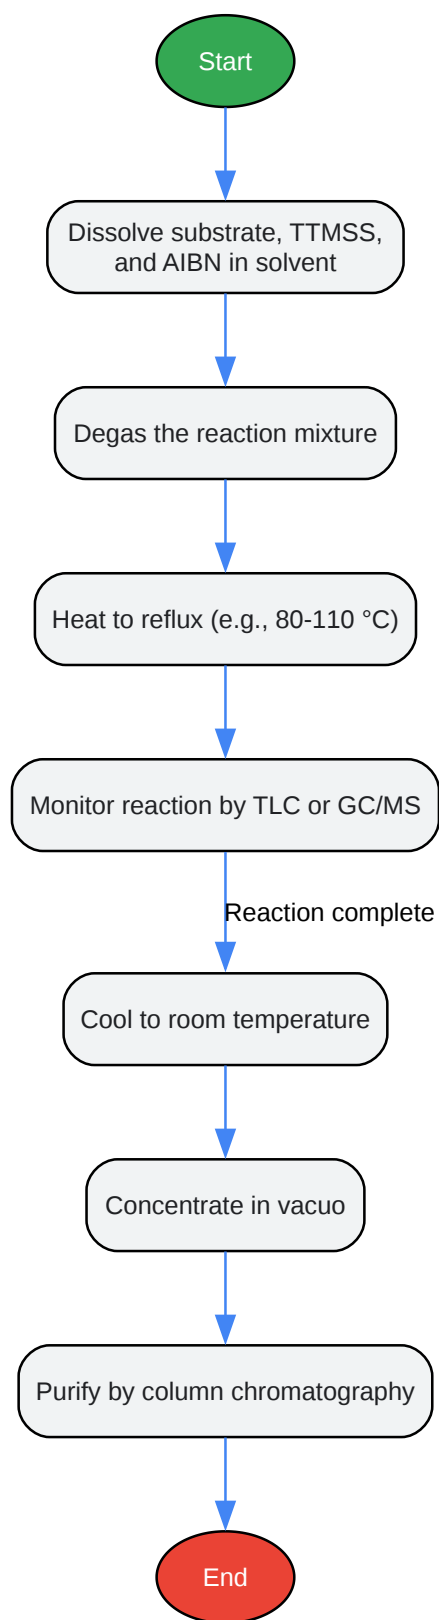 Start
Dissolve substrate, TTMSS,
and AIBN in solvent
Degas the reaction mixture
Heat to reflux (e.g., 80-110 °C)
Monitor reaction by TLC or GC/MS
Reaction complete
Cool to room temperature
Concentrate in vacuo
Purify by column chromatography
End